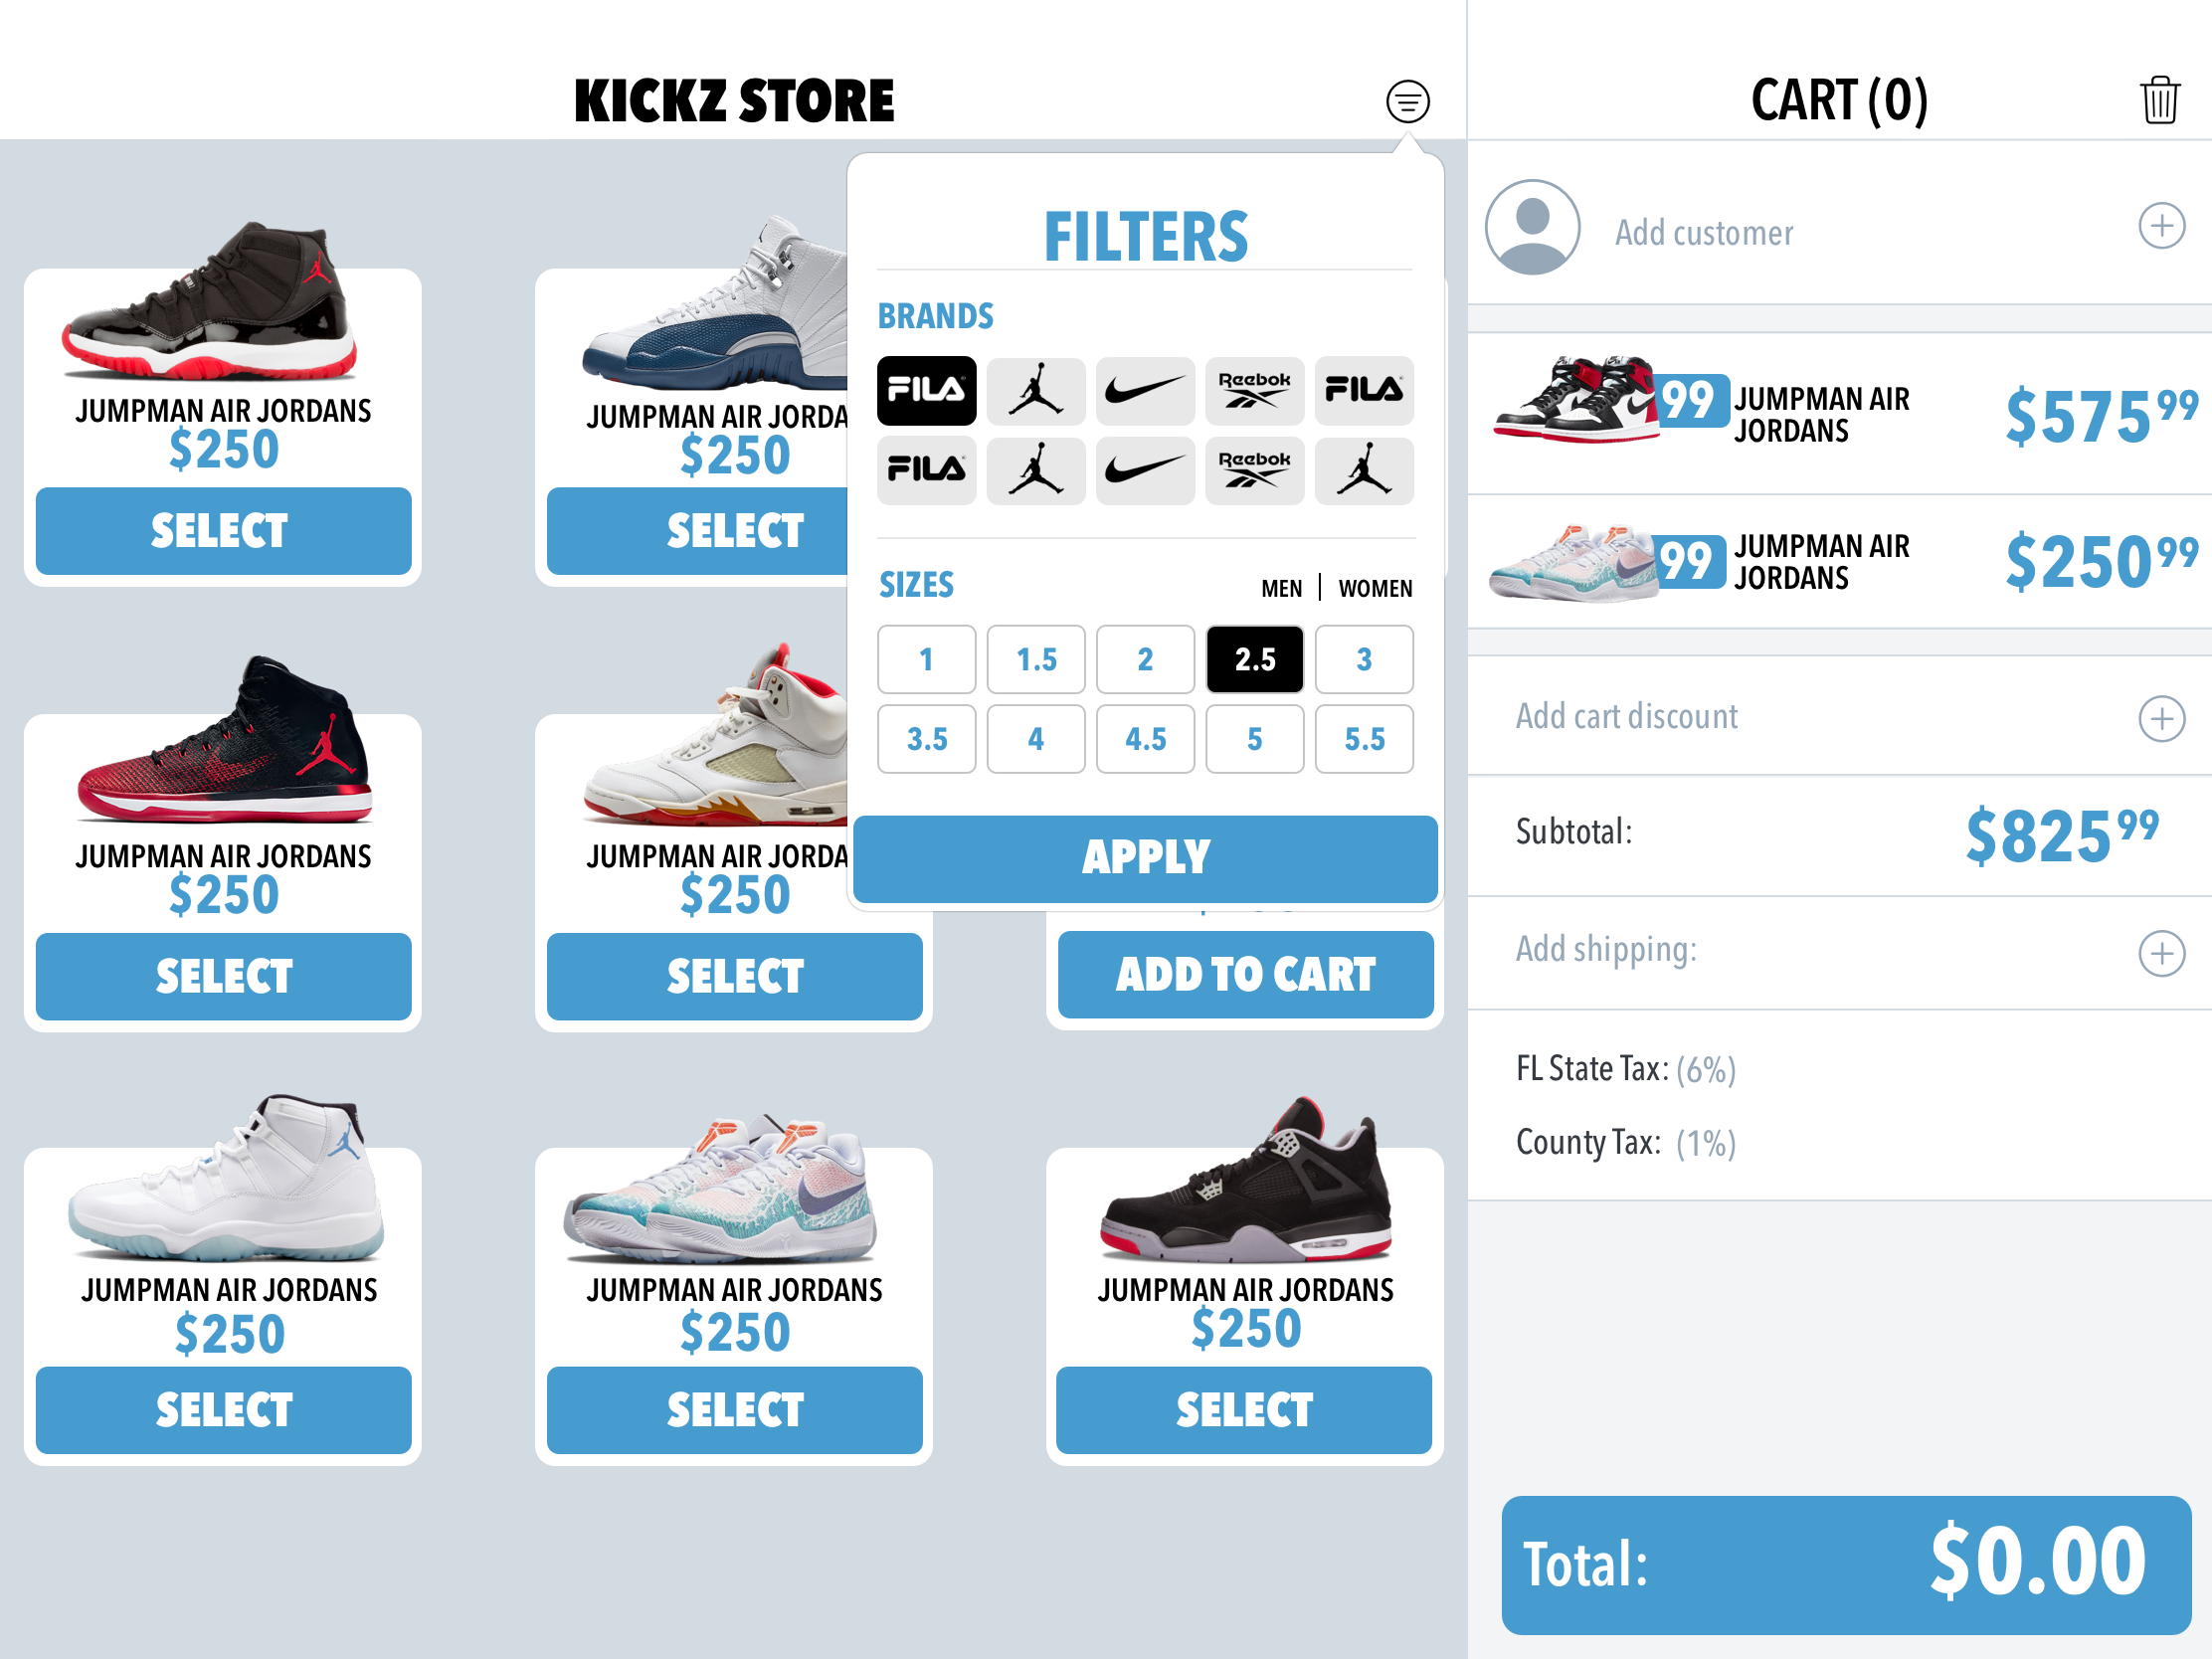 KICKZ STORE
JUMPMAN AIR JORDANS
$250
SELECT
JUMPMAN AIR JORDA
$250
SELECT
JUMPMAN AIR JORDANS
$250
SELECT
JUMPMAN AIR JORDA
$250
SELECT
ADD TO CART
JUMPMAN AIR JORDANS
$250
SELECT
JUMPMAN AIR JORDANS
$250
SELECT
JUMPMAN AIR JORDANS
$250
SELECT
FILTERS
BRANDS
FILA Reebok FILA
FILA Reebok
SIZES MEN | WOMEN
1 1.5 2 2.5 3
3.5 4 4.5 5 5.5
APPLY
CART (0)
Add customer
99 JUMPMAN AIR JORDANS $575 99
99 JUMPMAN AIR JORDANS $250 99
Add cart discount
Subtotal: $825 99
Add shipping:
FL State Tax: (6%)
County Tax: (1%)
Total: $0.00